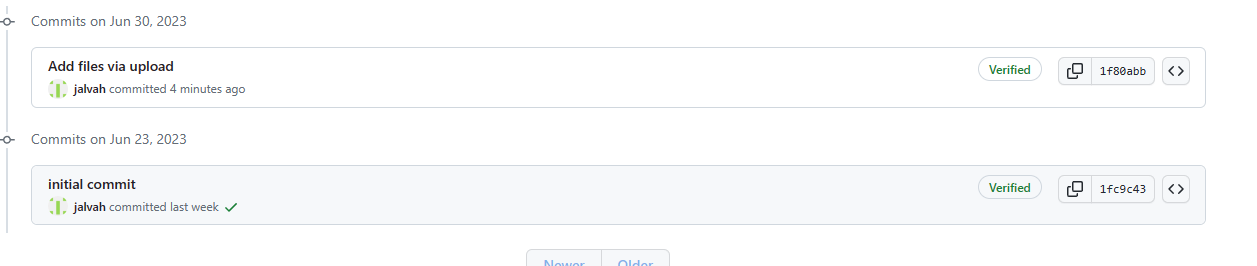 Commits on Jun 30, 2023
Add files via upload
jalvah committed 4 minutes ago
Verified
1f80abb
Commits on Jun 23, 2023
initial commit
jalvah committed last week
Verified
1fc9c43
Newer Older